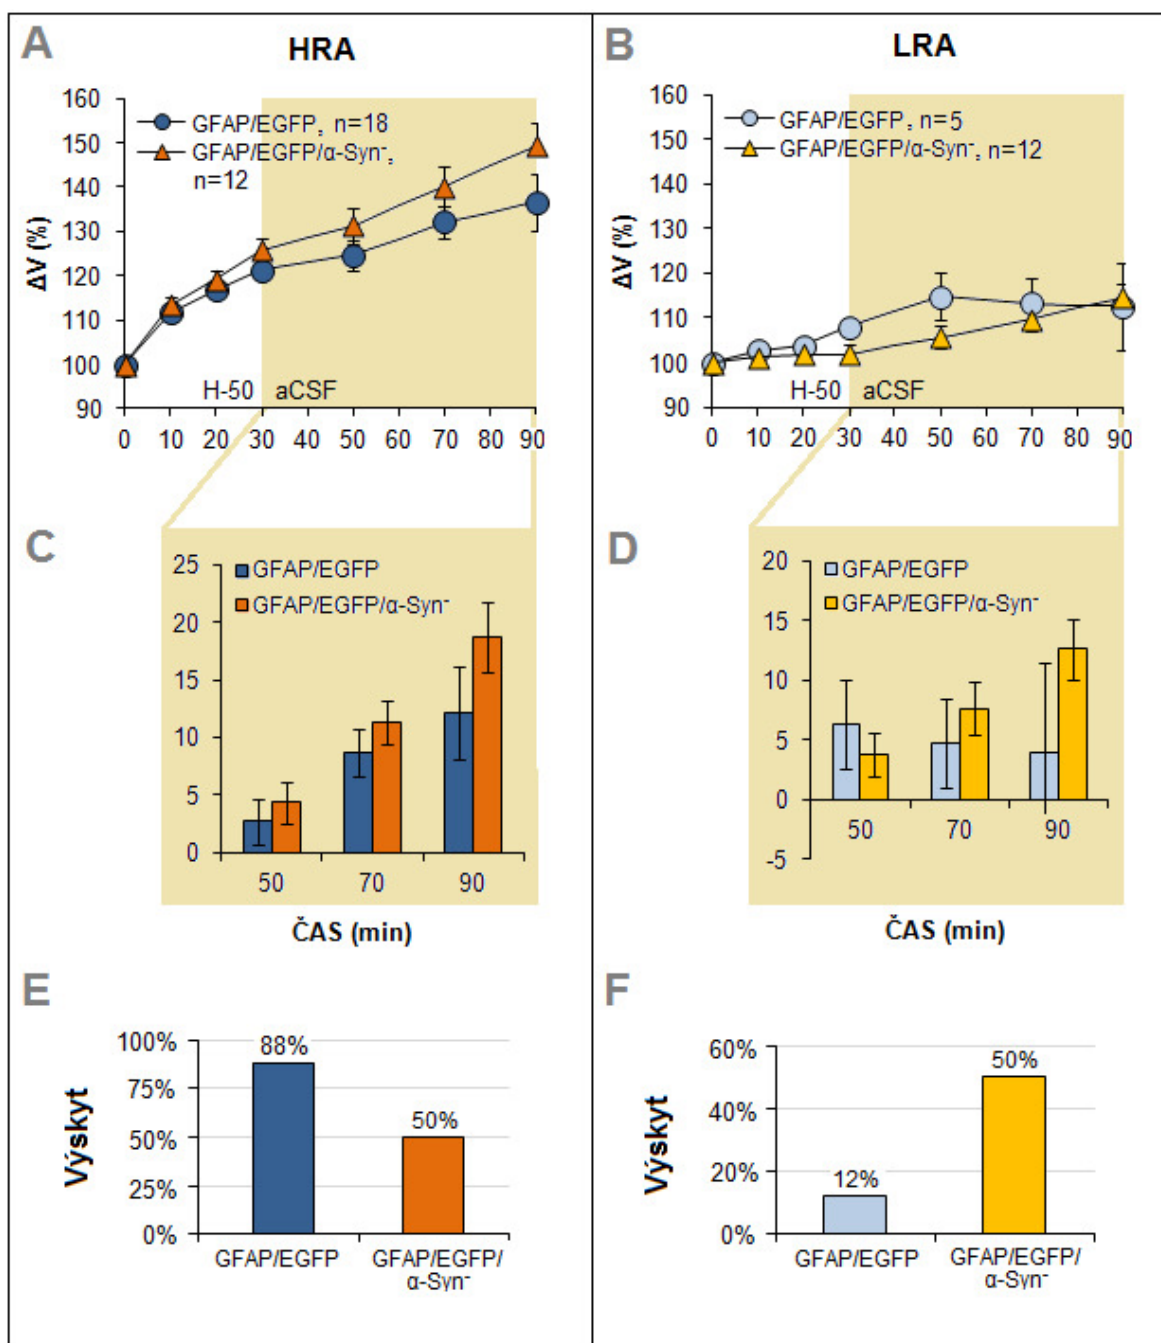 A
HRA
160
150
140
130
120
110
100
90
ΔV (%)
GFAP/EGFP, n=18
GFAP/EGFP/α-Syn⁻,
n=12
H-50 aCSF
0 10 20 30 40 50 60 70 80 90
B
LRA
160
150
140
130
120
110
100
90
ΔV (%)
GFAP/EGFP, n=5
GFAP/EGFP/α-Syn⁻, n=12
H-50 aCSF
0 10 20 30 40 50 60 70 80 90
C
25
20
15
10
5
0
GFAP/EGFP
GFAP/EGFP/α-Syn⁻
50 70 90
ČAS (min)
D
20
15
10
5
0
-5
GFAP/EGFP
GFAP/EGFP/α-Syn⁻
50 70 90
ČAS (min)
E
Výskyt
100%
75%
50%
25%
0%
88%
50%
GFAP/EGFP
GFAP/EGFP/
α-Syn⁻
F
Výskyt
60%
40%
20%
0%
12%
50%
GFAP/EGFP
GFAP/EGFP/
α-Syn⁻